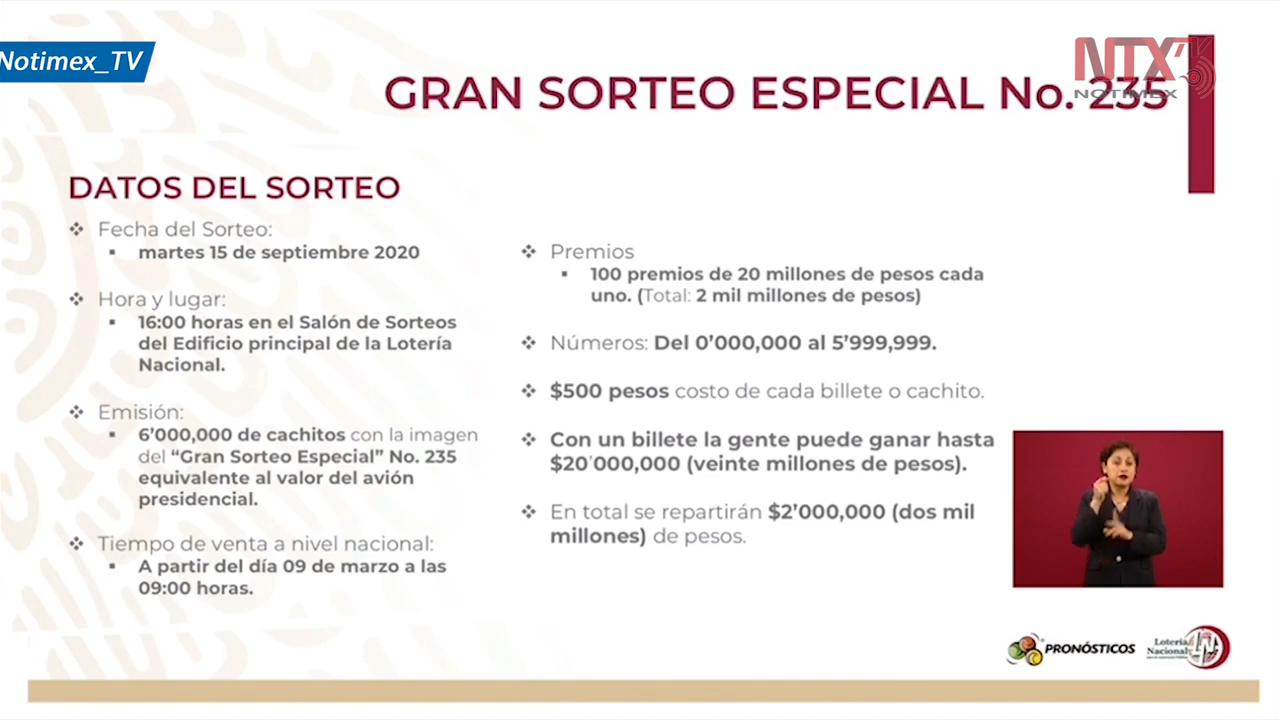 Notimex_TV
NTX
NOTIMEX
GRAN SORTEO ESPECIAL No. 235
DATOS DEL SORTEO
❖ Fecha del Sorteo:
▪ martes 15 de septiembre 2020
❖ Hora y lugar:
▪ 16:00 horas en el Salón de Sorteos
del Edificio principal de la Lotería
Nacional.
❖ Emisión:
▪ 6’000,000 de cachitos con la imagen
del “Gran Sorteo Especial” No. 235
equivalente al valor del avión
presidencial.
❖ Tiempo de venta a nivel nacional:
▪ A partir del día 09 de marzo a las
09:00 horas.
❖ Premios
▪ 100 premios de 20 millones de pesos cada
uno. (Total: 2 mil millones de pesos)
❖ Números: Del 0’000,000 al 5’999,999.
❖ $500 pesos costo de cada billete o cachito.
❖ Con un billete la gente puede ganar hasta
$20’000,000 (veinte millones de pesos).
❖ En total se repartirán $2’000,000 (dos mil
millones) de pesos.
PRONÓSTICOS
Lotería
Nacional